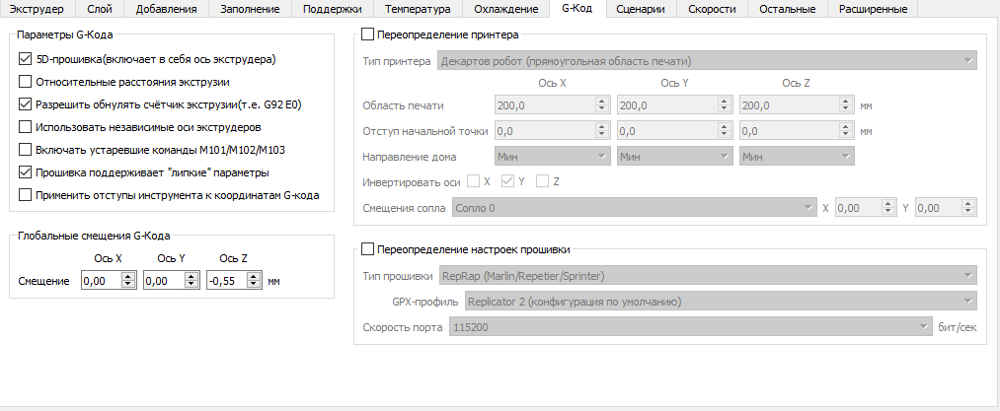 Экструдер Слой Добавления Заполнение Поддержки Температура Охлаждение G-Код Сценарии Скорости Остальные Расширенные
Параметры G-Кода
5D-прошивка(включает в себя ось экструдера)
Относительные расстояния экструзии
Разрешить обнулять счётчик экструзии(т.е. G92 E0)
Использовать независимые оси экструдеров
Включать устаревшие команды M101/M102/M103
Прошивка поддерживает "липкие" параметры
Применить отступы инструмента к координатам G-кода
Глобальные смещения G-Кода
Ось X Ось Y Ось Z
Смещение 0,00 0,00 -0,55 мм
Переопределение принтера
Тип принтера Декартов робот (прямоугольная область печати)
Ось X Ось Y Ось Z
Область печати 200,0 200,0 200,0 мм
Отступ начальной точки 0,0 0,0 0,0 мм
Направление дома Мин Мин Мин
Инвертировать оси X Y Z
Смещения сопла Сопло 0 X 0,00 Y 0,00
Переопределение настроек прошивки
Тип прошивки RepRap (Marlin/Repetier/Sprinter)
GPX-профиль Replicator 2 (конфигурация по умолчанию)
Скорость порта 115200 бит/сек